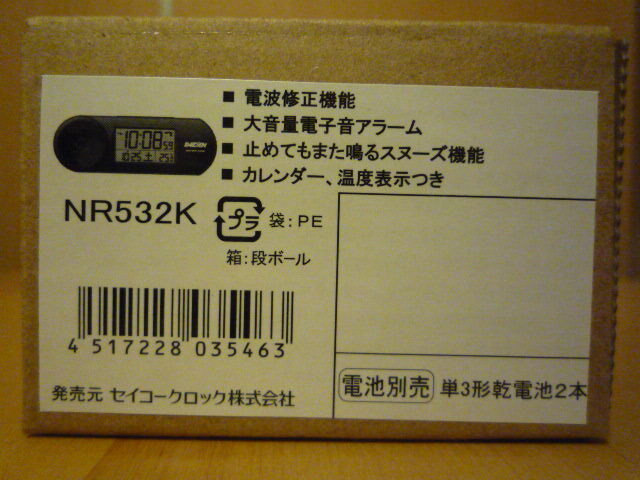 ■ 電波修正機能
■ 大音量電子音アラーム
■ 止めてもまた鳴るスヌーズ機能
■ カレンダー、温度表示つき
10:08 59
10 25 土
NR532K
プラ 袋:PE
箱:段ボール
4 517228 035463
発売元 セイコークロック株式会社
電池別売 単3形乾電池2本